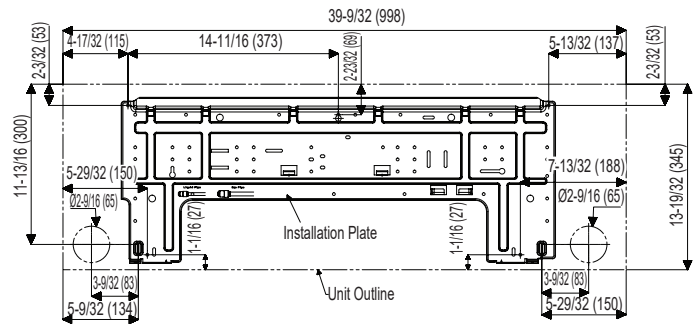 39-9/32 (998)
4-17/32 (115)
14-11/16 (373)
5-13/32 (137)
2-3/32 (53)
2-23/32 (69)
2-3/32 (53)
11-13/16 (300)
5-29/32 (150)
7-13/32 (188)
13-19/32 (345)
Ø2-9/16 (65)
Liquid Pipe
Gas Pipe
Ø2-9/16 (65)
1-1/16 (27)
Installation Plate
1-1/16 (27)
3-9/32 (83)
Unit Outline
3-9/32 (83)
5-9/32 (134)
5-29/32 (150)